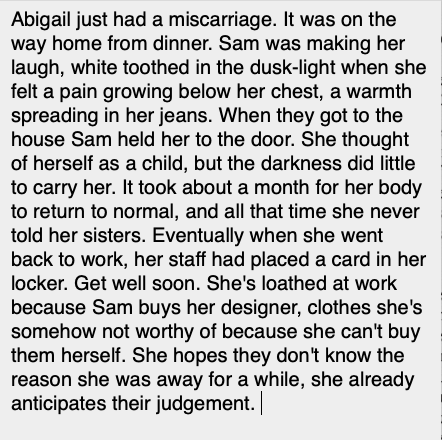 Abigail just had a miscarriage. It was on the
way home from dinner. Sam was making her
laugh, white toothed in the dusk-light when she
felt a pain growing below her chest, a warmth
spreading in her jeans. When they got to the
house Sam held her to the door. She thought
of herself as a child, but the darkness did little
to carry her. It took about a month for her body
to return to normal, and all that time she never
told her sisters. Eventually when she went
back to work, her staff had placed a card in her
locker. Get well soon. She's loathed at work
because Sam buys her designer, clothes she's
somehow not worthy of because she can't buy
them herself. She hopes they don't know the
reason she was away for a while, she already
anticipates their judgement.